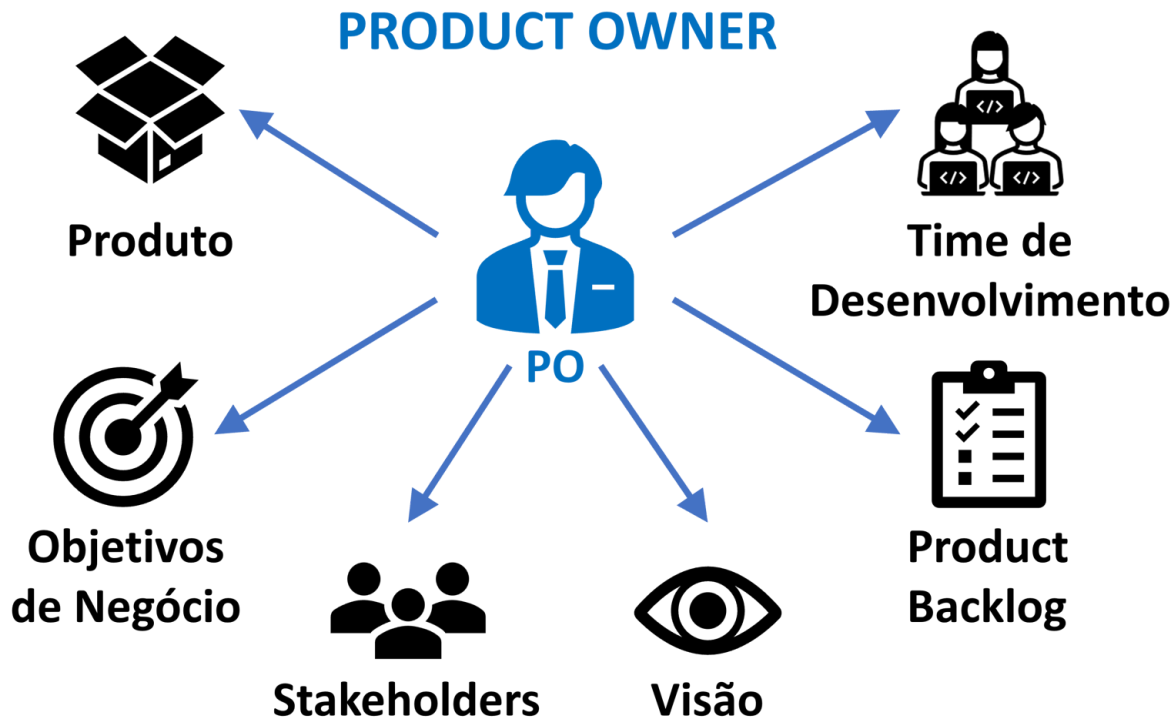 PRODUCT OWNER
Produto
Time de
Desenvolvimento
PO
Objetivos
de Negócio
Product
Backlog
Stakeholders
Visão